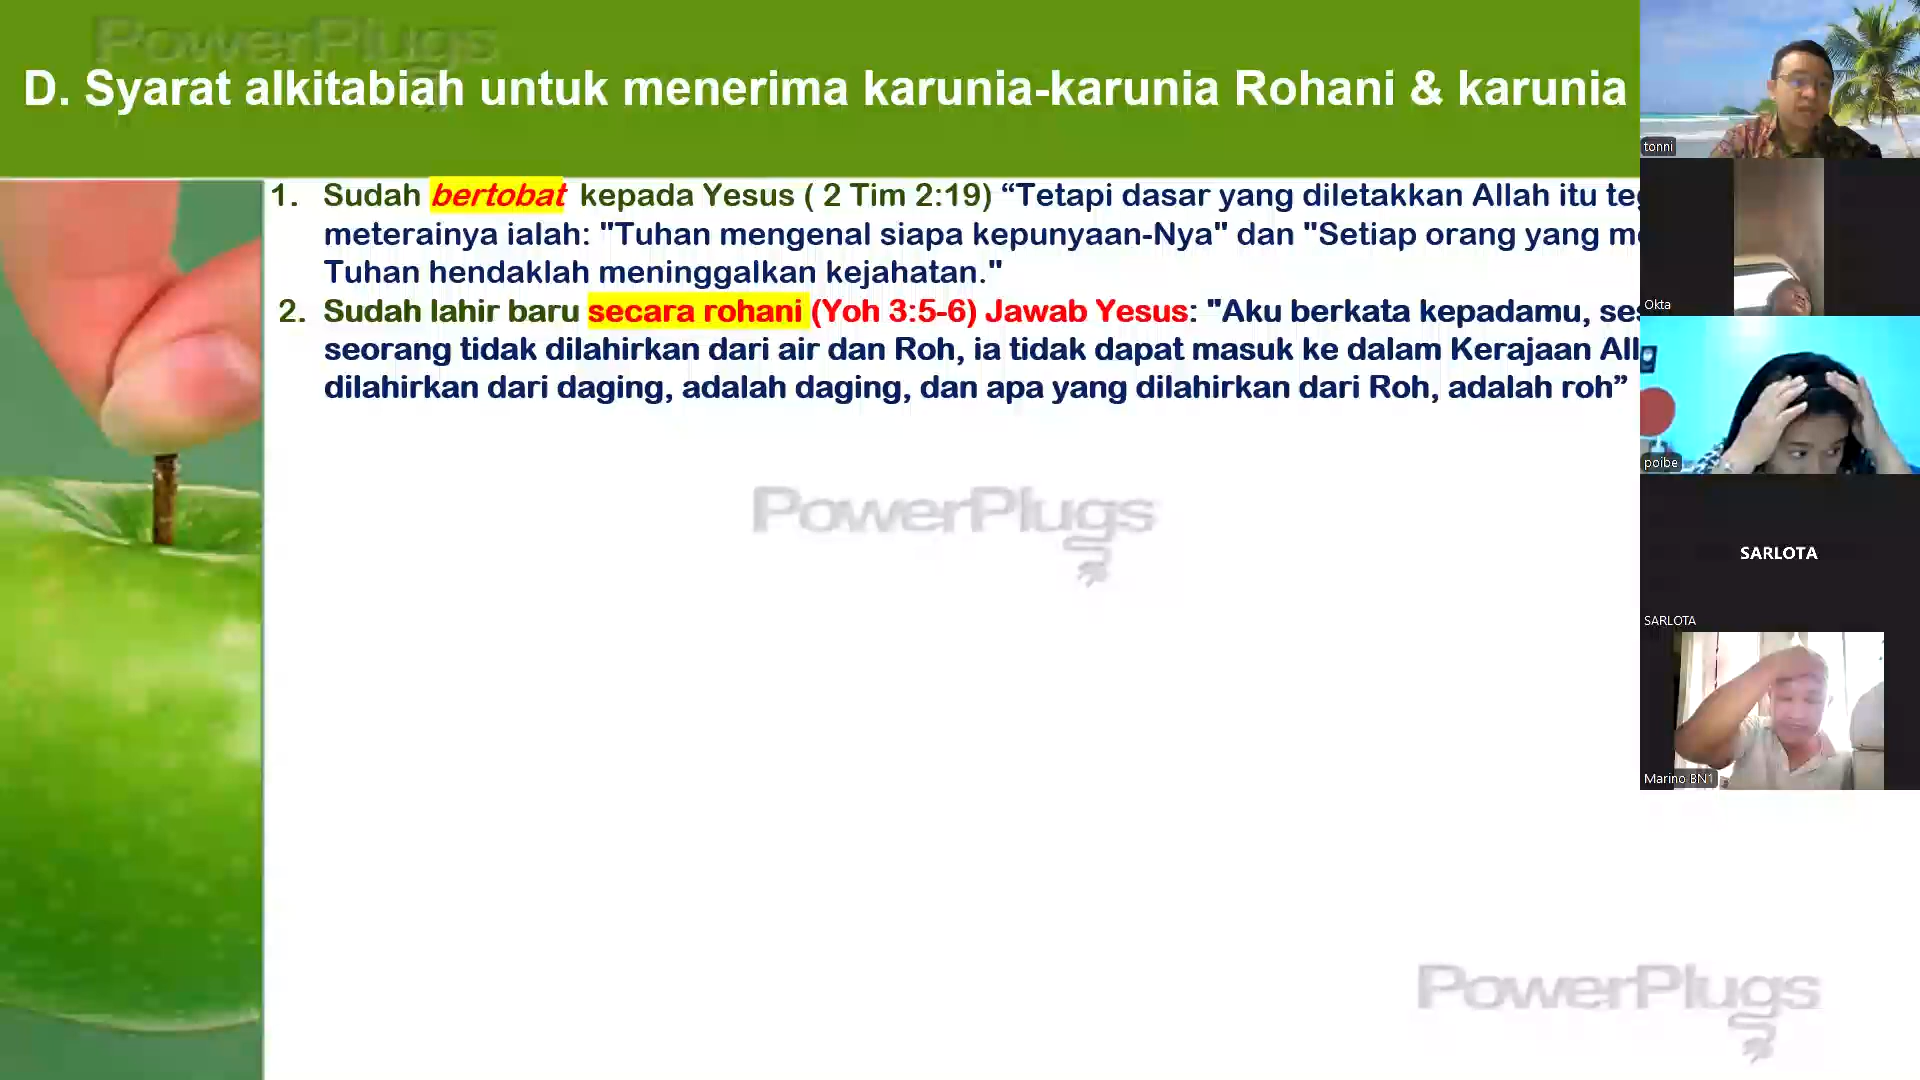 PowerPlugs
D. Syarat alkitabiah untuk menerima karunia-karunia Rohani & karunia
1. Sudah bertobat kepada Yesus ( 2 Tim 2:19) “Tetapi dasar yang diletakkan Allah itu
meterainya ialah: "Tuhan mengenal siapa kepunyaan-Nya" dan "Setiap orang yang
Tuhan hendaklah meninggalkan kejahatan."
2. Sudah lahir baru secara rohani (Yoh 3:5-6) Jawab Yesus: "Aku berkata kepadamu,
seorang tidak dilahirkan dari air dan Roh, ia tidak dapat masuk ke dalam Kerajaan
dilahirkan dari daging, adalah daging, dan apa yang dilahirkan dari Roh, adalah roh”
PowerPlugs
PowerPlugs
tonni
Okta
poibe
SARLOTA
SARLOTA
Marino BN1